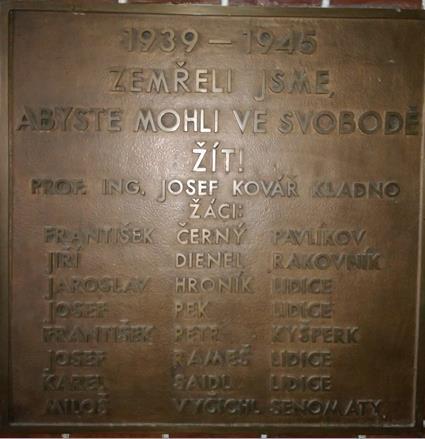 1939 — 1945
ZEMŘELI JSME,
ABYSTE MOHLI VE SVOBODĚ
ŽÍT!
PROF. ING. JOSEF KOVÁŘ KLADNO
ŽÁCI:
FRANTIŠEK ČERNÝ PAVLÍKOV
JIŘÍ DIENEL RAKOVNÍK
JAROSLAV HRONÍK LIDICE
JOSEF PEK LIDICE
FRANTIŠEK PETR KYŠPERK
JOSEF RAMEŠ LIDICE
KAREL SAIDL LIDICE
MILOŠ VYČICHL SENOMATY